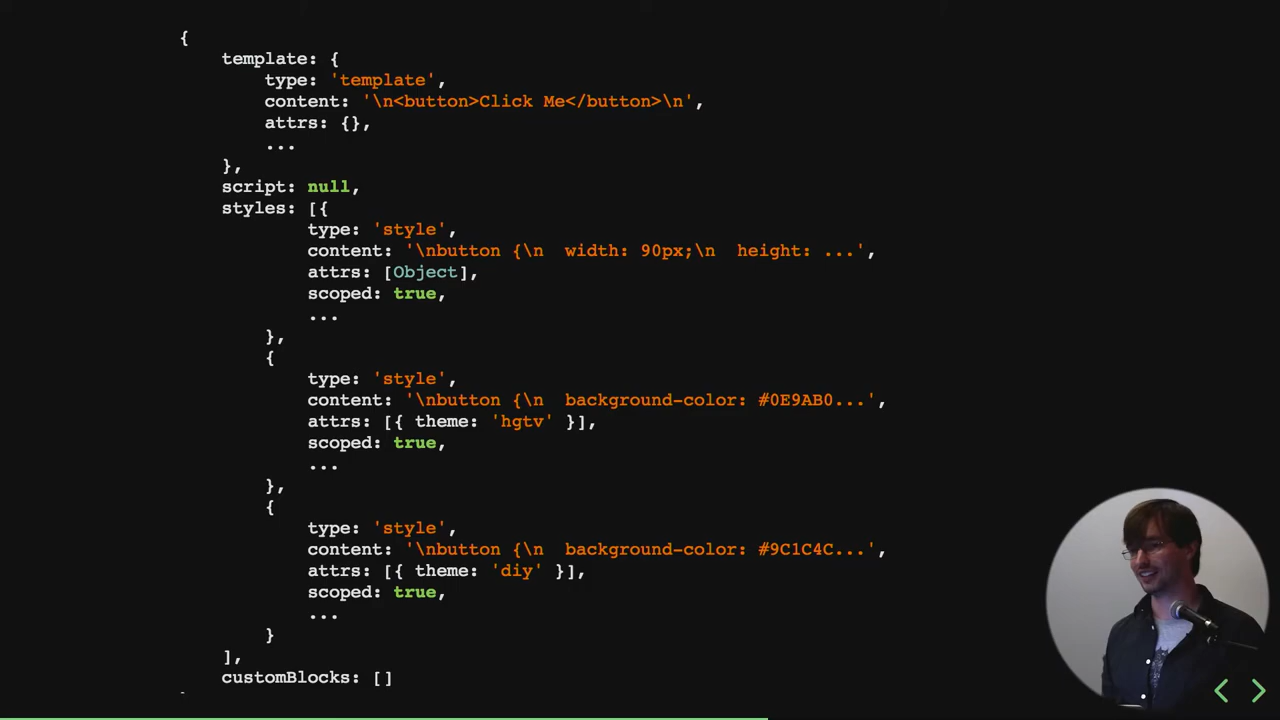 {
template: {
type: 'template',
content: '\n<button>Click Me</button>\n',
attrs: {},
...
},
script: null,
styles: [{
type: 'style',
content: '\nbutton {\n  width: 90px;\n  height: ...',
attrs: [Object],
scoped: true,
...
},
{
type: 'style',
content: '\nbutton {\n  background-color: #0E9AB0...',
attrs: [{ theme: 'hgtv' }],
scoped: true,
...
},
{
type: 'style',
content: '\nbutton {\n  background-color: #9C1C4C...',
attrs: [{ theme: 'diy' }],
scoped: true,
...
}
],
customBlocks: []